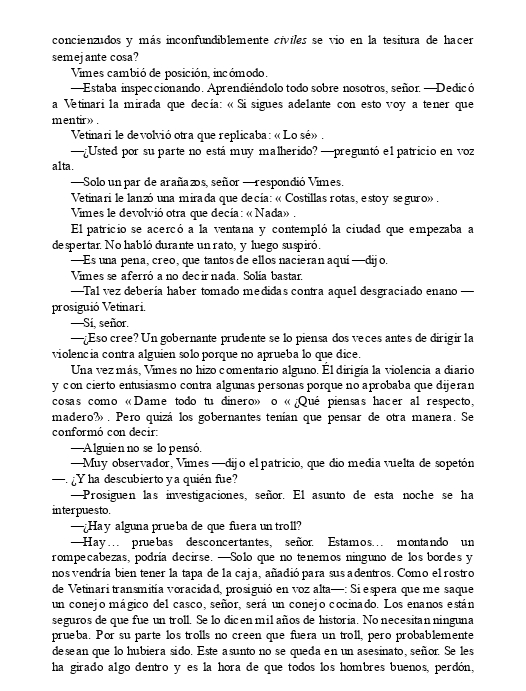 concienzudos y más inconfundiblemente civiles se vio en la tesitura de hacer
semejante cosa?
Vimes cambió de posición, incómodo.
—Estaba inspeccionando. Aprendiéndolo todo sobre nosotros, señor. —Dedicó
a Vetinari la mirada que decía: « Si sigues adelante con esto voy a tener que
mentir» .
Vetinari le devolvió otra que replicaba: « Lo sé» .
—¿Usted por su parte no está muy malherido? —preguntó el patricio en voz
alta.
—Solo un par de arañazos, señor —respondió Vimes.
Vetinari le lanzó una mirada que decía: « Costillas rotas, estoy seguro» .
Vimes le devolvió otra que decía: « Nada» .
El patricio se acercó a la ventana y contempló la ciudad que empezaba a
despertar. No habló durante un rato, y luego suspiró.
—Es una pena, creo, que tantos de ellos nacieran aquí —dijo.
Vimes se aferró a no decir nada. Solía bastar.
—Tal vez debería haber tomado medidas contra aquel desgraciado enano —
prosiguió Vetinari.
—Sí, señor.
—¿Eso cree? Un gobernante prudente se lo piensa dos veces antes de dirigir la
violencia contra alguien solo porque no aprueba lo que dice.
Una vez más, Vimes no hizo comentario alguno. Él dirigía la violencia a diario
y con cierto entusiasmo contra algunas personas porque no aprobaba que dijeran
cosas como « Dame todo tu dinero» o « ¿Qué piensas hacer al respecto,
madero?» . Pero quizá los gobernantes tenían que pensar de otra manera. Se
conformó con decir:
—Alguien no se lo pensó.
—Muy observador, Vimes —dijo el patricio, que dio media vuelta de sopetón
—. ¿Y ha descubierto ya quién fue?
—Prosiguen las investigaciones, señor. El asunto de esta noche se ha
interpuesto.
—¿Hay alguna prueba de que fuera un troll?
—Hay… pruebas desconcertantes, señor. Estamos… montando un
rompecabezas, podría decirse. —Solo que no tenemos ninguno de los bordes y
nos vendría bien tener la tapa de la caja, añadió para sus adentros. Como el rostro
de Vetinari transmitía voracidad, prosiguió en voz alta—: Si espera que me saque
un conejo mágico del casco, señor, será un conejo cocinado. Los enanos están
seguros de que fue un troll. Se lo dicen mil años de historia. No necesitan ninguna
prueba. Por su parte los trolls no creen que fuera un troll, pero probablemente
desean que lo hubiera sido. Este asunto no se queda en un asesinato, señor. Se les
ha girado algo dentro y es la hora de que todos los hombres buenos, perdón,